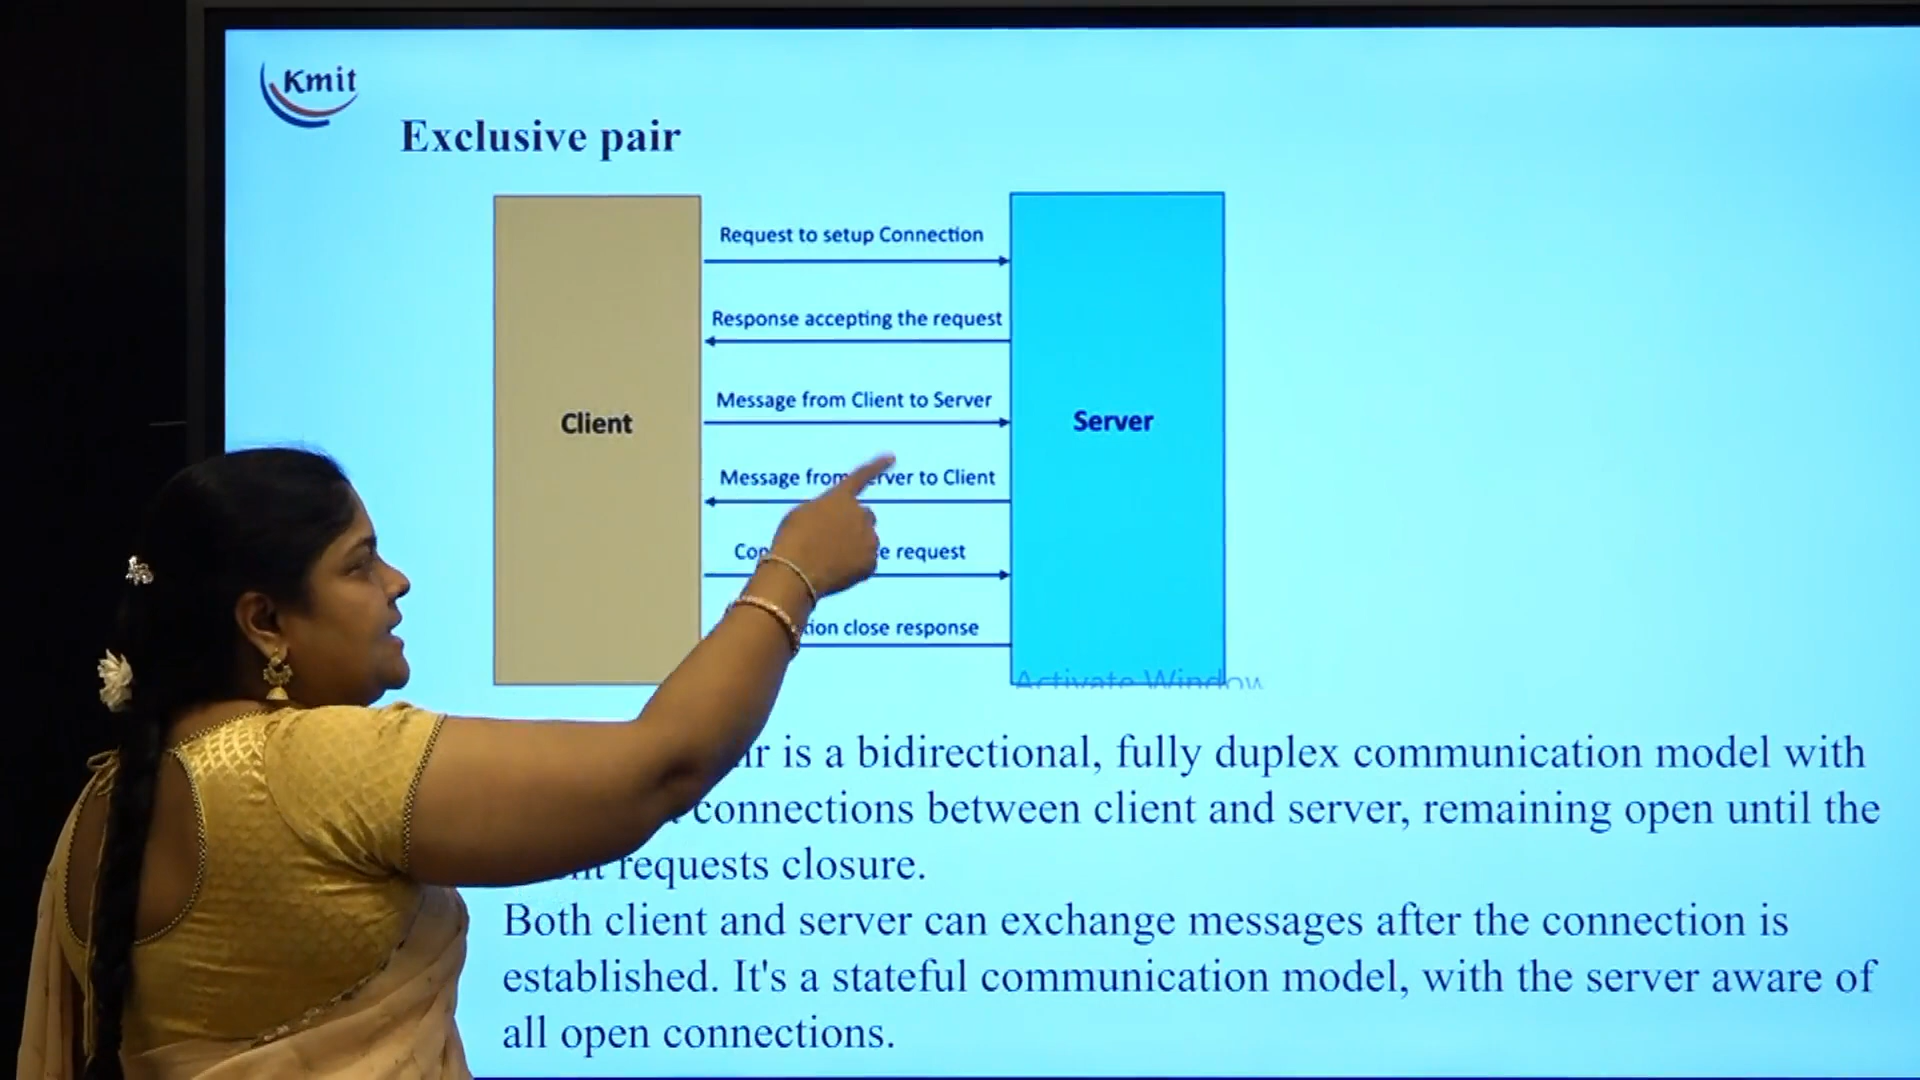 Kmit
Exclusive pair
Request to setup Connection
Response accepting the request
Message from Client to Server
Client
Server
Message from to Client
request
close response
Activate Window
is a bidirectional, fully duplex communication model with
connections between client and server, remaining open until the
requests closure.
Both client and server can exchange messages after the connection is
established. It's a stateful communication model, with the server aware of
all open connections.